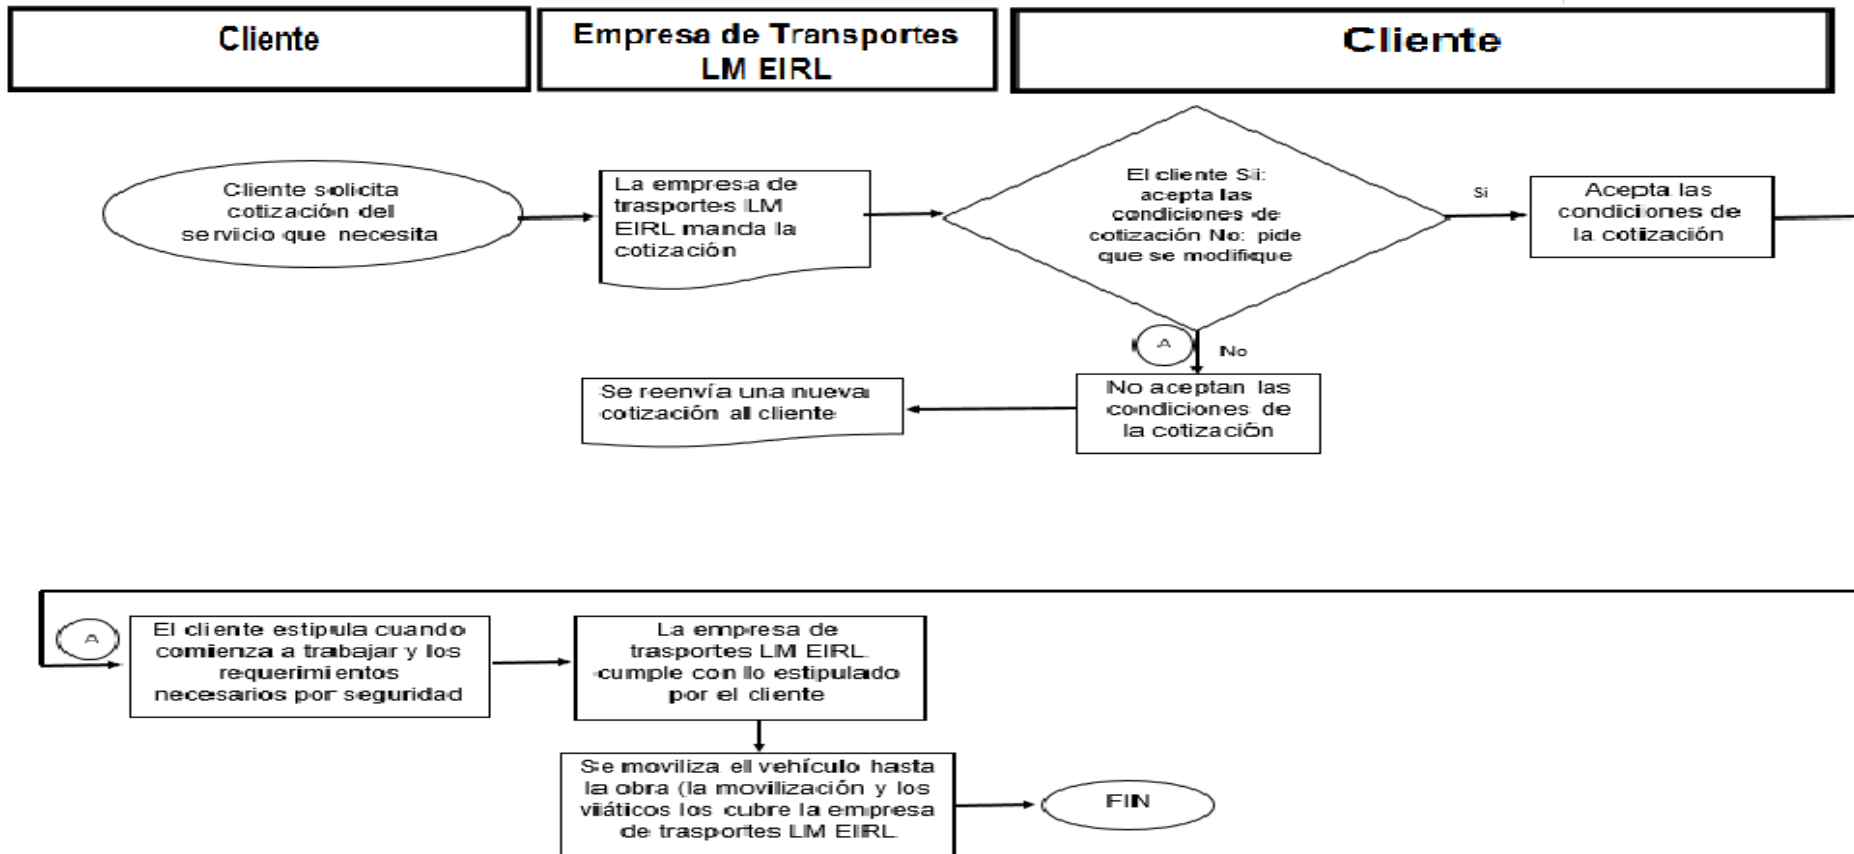 Cliente
Empresa de Transportes
LM EIRL
Cliente
Cliente solicita
cotización del
servicio que necesita
La empresa de
trasportes LM
EIRL manda la
cotización
El cliente Si:
acepta las
condiciones de
cotización No: pide
que se modifique
Si
Acepta las
condiciones de
la cotización
A
No
Se reenvía una nueva
cotización al cliente
No aceptan las
condiciones de
la cotización
A
El cliente estipula cuando
comienza a trabajar y los
requerimientos
necesarios por seguridad
La empresa de
trasportes LM EIRL.
cumple con lo estipulado
por el cliente
Se moviliza el vehículo hasta
la obra (la movilización y los
viáticos los cubre la empresa
de trasportes LM EIRL
FIN